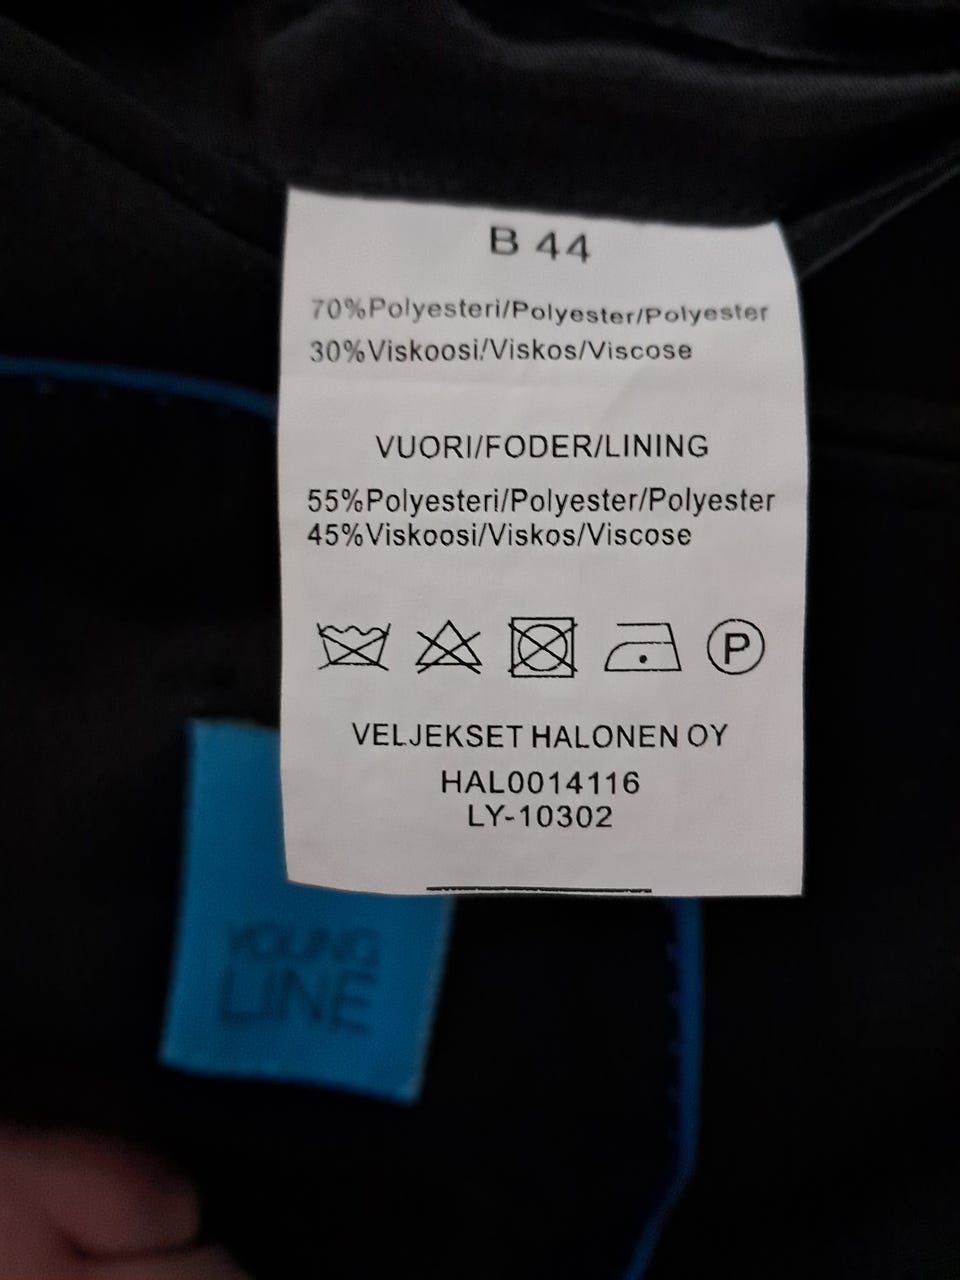 B 44
70%Polyesteri/Polyester/Polyester
30%Viskoosi/Viskos/Viscose
VUORI/FODER/LINING
55%Polyesteri/Polyester/Polyester
45%Viskoosi/Viskos/Viscose
P
VELJEKSET HALONEN OY
HAL0014116
LY-10302
YOUNG
LINE